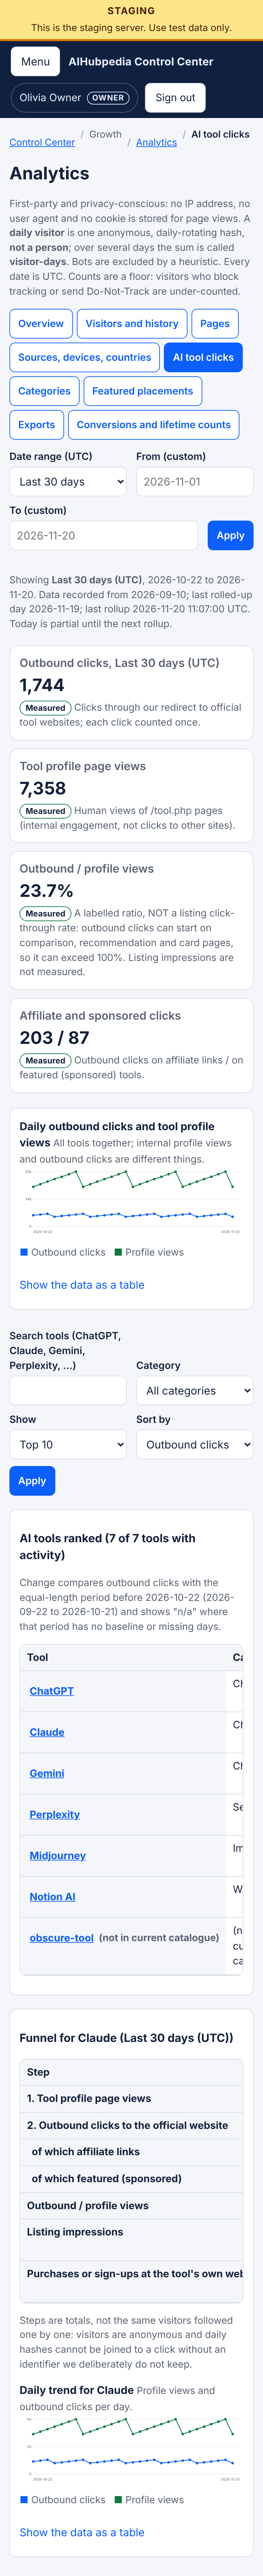 STAGING
This is the staging server. Use test data only.
Menu AIHubpedia Control Center
Olivia Owner OWNER Sign out
Control Center / Growth / Analytics / AI tool clicks
Analytics
First-party and privacy-conscious: no IP address, no
user agent and no cookie is stored for page views. A
daily visitor is one anonymous, daily-rotating hash,
not a person; over several days the sum is called
visitor-days. Bots are excluded by a heuristic. Every
date is UTC. Counts are a floor: visitors who block
tracking or send Do-Not-Track are under-counted.
Overview Visitors and history Pages
Sources, devices, countries AI tool clicks
Categories Featured placements
Exports Conversions and lifetime counts
Date range (UTC) From (custom)
Last 30 days 2026-11-01
To (custom)
2026-11-20 Apply
Showing Last 30 days (UTC), 2026-10-22 to 2026-
11-20. Data recorded from 2026-09-10; last rolled-up
day 2026-11-19; last rollup 2026-11-20 11:07:00 UTC.
Today is partial until the next rollup.
Outbound clicks, Last 30 days (UTC)
1,744
Measured Clicks through our redirect to official
tool websites; each click counted once.
Tool profile page views
7,358
Measured Human views of /tool.php pages
(internal engagement, not clicks to other sites).
Outbound / profile views
23.7%
Measured A labelled ratio, NOT a listing click-
through rate: outbound clicks can start on
comparison, recommendation and card pages,
so it can exceed 100%. Listing impressions are
not measured.
Affiliate and sponsored clicks
203 / 87
Measured Outbound clicks on affiliate links / on
featured (sponsored) tools.
Daily outbound clicks and tool profile
views All tools together; internal profile views
and outbound clicks are different things.
0
2026-10-22 2026-11-20
Outbound clicks Profile views
Show the data as a table
Search tools (ChatGPT,
Claude, Gemini,
Perplexity, ...) Category
All categories
Show Sort by
Top 10 Outbound clicks
Apply
AI tools ranked (7 of 7 tools with
activity)
Change compares outbound clicks with the
equal-length period before 2026-10-22 (2026-
09-22 to 2026-10-21) and shows "n/a" where
that period has no baseline or missing days.
Tool Ca
ChatGPT Ch
Claude Ch
Gemini Ch
Perplexity Se
Midjourney Im
Notion AI W
obscure-tool (not in current catalogue) (n
cu
ca
Funnel for Claude (Last 30 days (UTC))
Step
1. Tool profile page views
2. Outbound clicks to the official website
of which affiliate links
of which featured (sponsored)
Outbound / profile views
Listing impressions
Purchases or sign-ups at the tool's own web
Steps are totals, not the same visitors followed
one by one: visitors are anonymous and daily
hashes cannot be joined to a click without an
identifier we deliberately do not keep.
Daily trend for Claude Profile views and
outbound clicks per day.
0
2026-10-22 2026-11-20
Outbound clicks Profile views
Show the data as a table